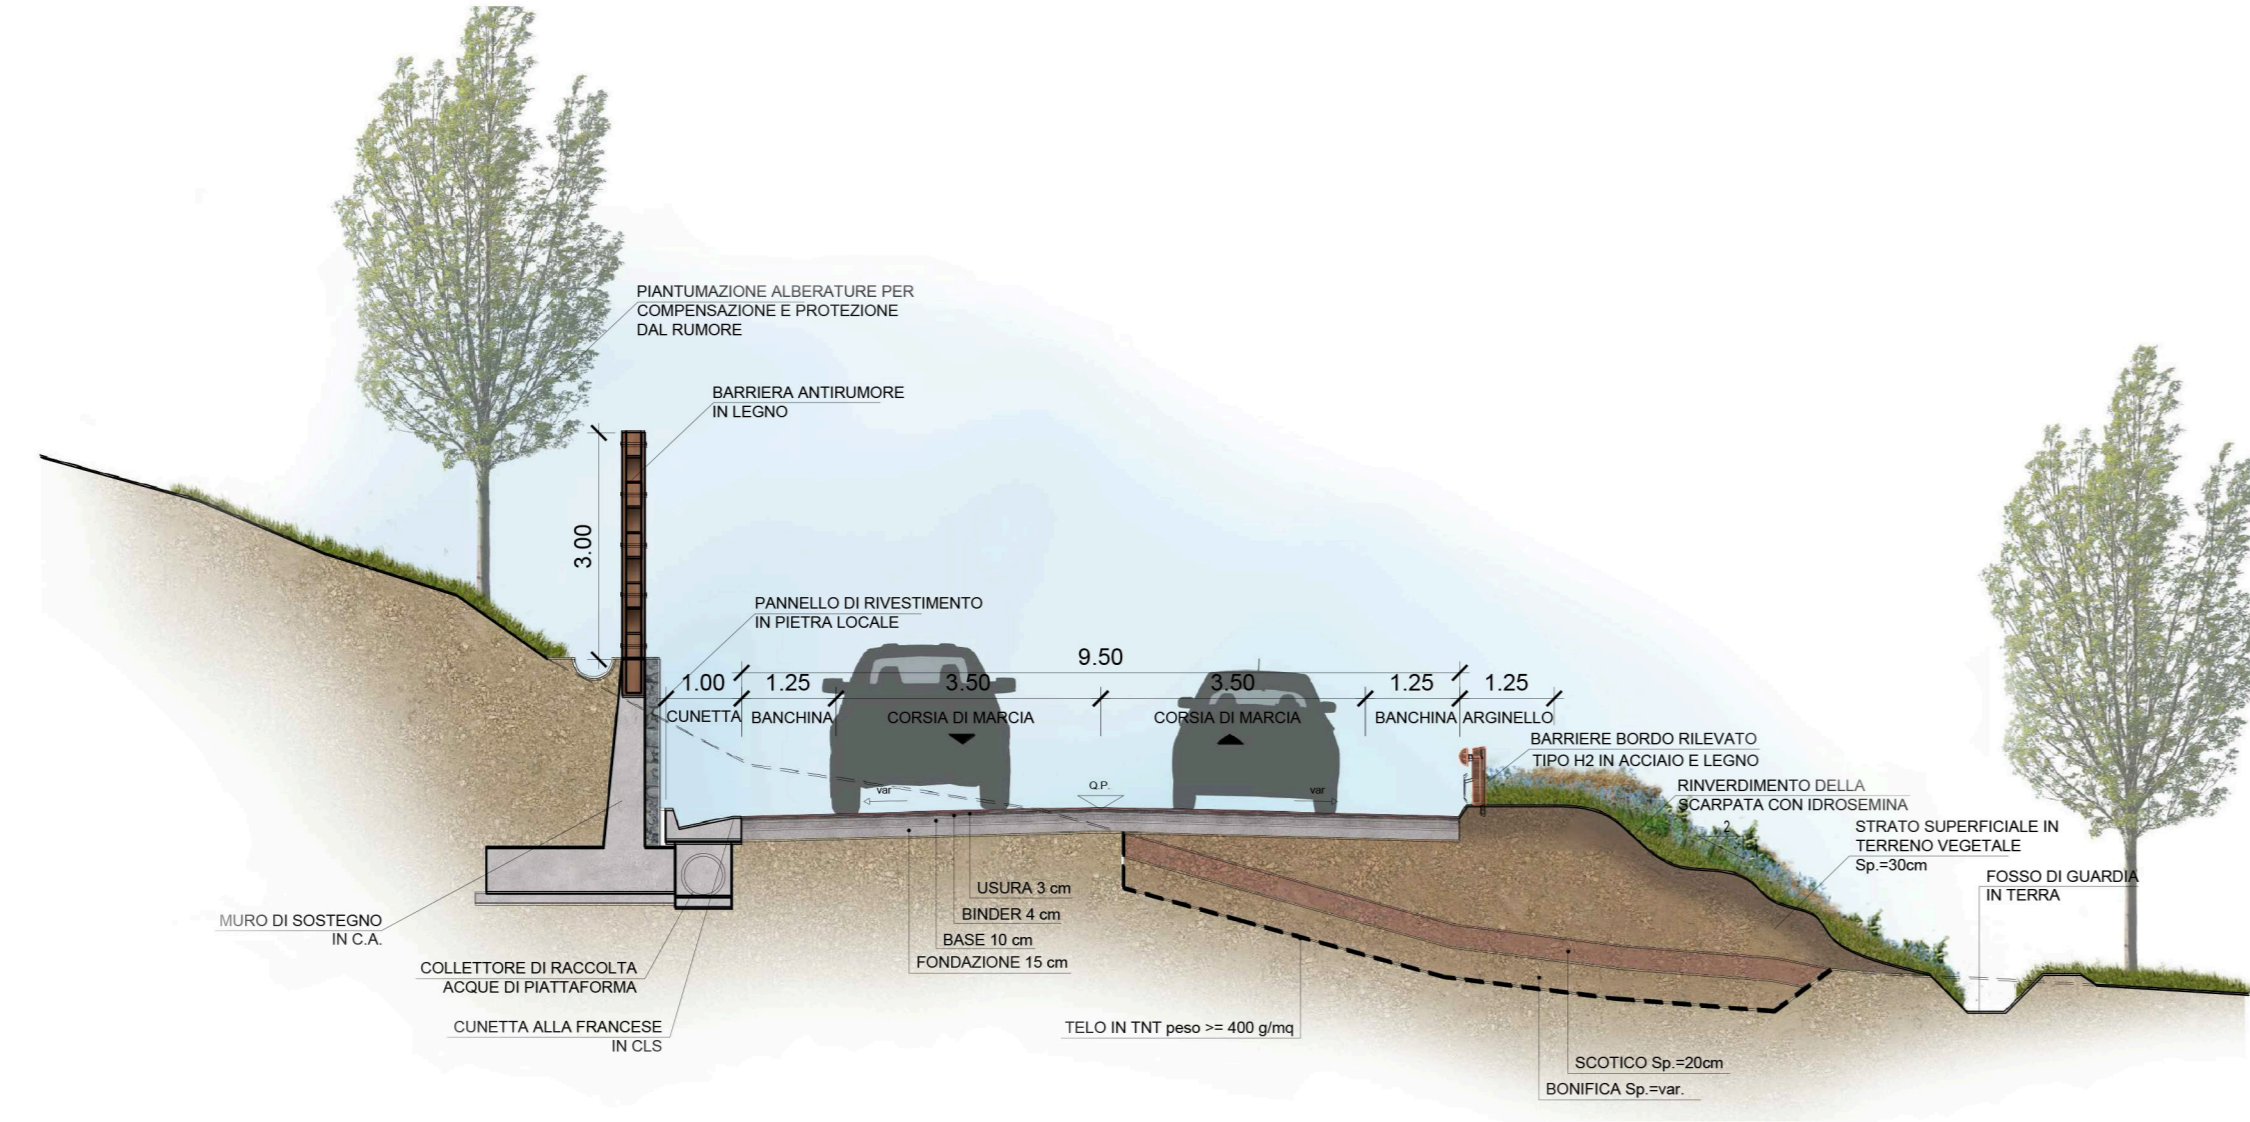 PIANTUMAZIONE ALBERATURE PER
COMPENSAZIONE E PROTEZIONE
DAL RUMORE
BARRIERA ANTIRUMORE
IN LEGNO
3.00
PANNELLO DI RIVESTIMENTO
IN PIETRA LOCALE
9.50
1.00
1.25
3.50
3.50
1.25
1.25
CUNETTA
BANCHINA
CORSIA DI MARCIA
CORSIA DI MARCIA
BANCHINA
ARGINELLO
BARRIERE BORDO RILEVATO
TIPO H2 IN ACCIAIO E LEGNO
RINVERDIMENTO DELLA
SCARPATA CON IDROSEMINA
var
Q.P.
var
2
STRATO SUPERFICIALE IN
TERRENO VEGETALE
Sp.=30cm
FOSSO DI GUARDIA
IN TERRA
USURA 3 cm
BINDER 4 cm
BASE 10 cm
FONDAZIONE 15 cm
MURO DI SOSTEGNO
IN C.A.
COLLETTORE DI RACCOLTA
ACQUE DI PIATTAFORMA
CUNETTA ALLA FRANCESE
IN CLS
TELO IN TNT peso >= 400 g/mq
SCOTICO Sp.=20cm
BONIFICA Sp.=var.